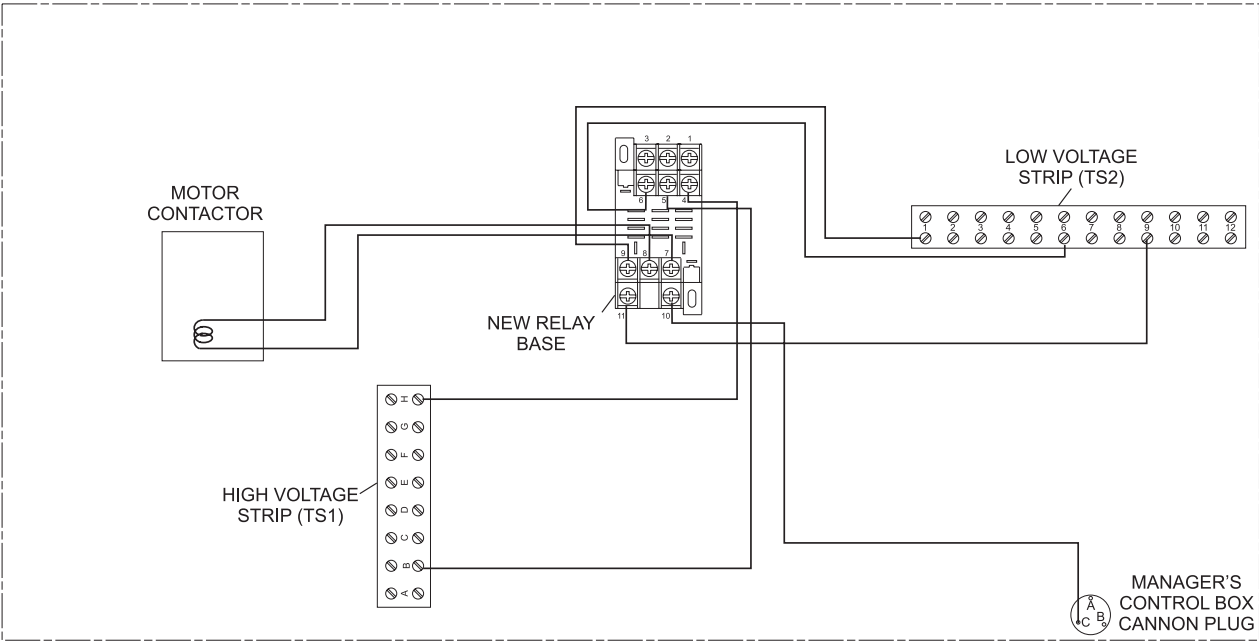 3 2 1
MOTOR
CONTACTOR
LOW VOLTAGE
STRIP (TS2)
6 5 4
1 2 3 4 5 6 7 8 9 10 11 12
9 8 7
NEW RELAY
BASE
11 10
H
G
F
E
D
C
B
A
HIGH VOLTAGE
STRIP (TS1)
A
C B
MANAGER'S
CONTROL BOX
CANNON PLUG